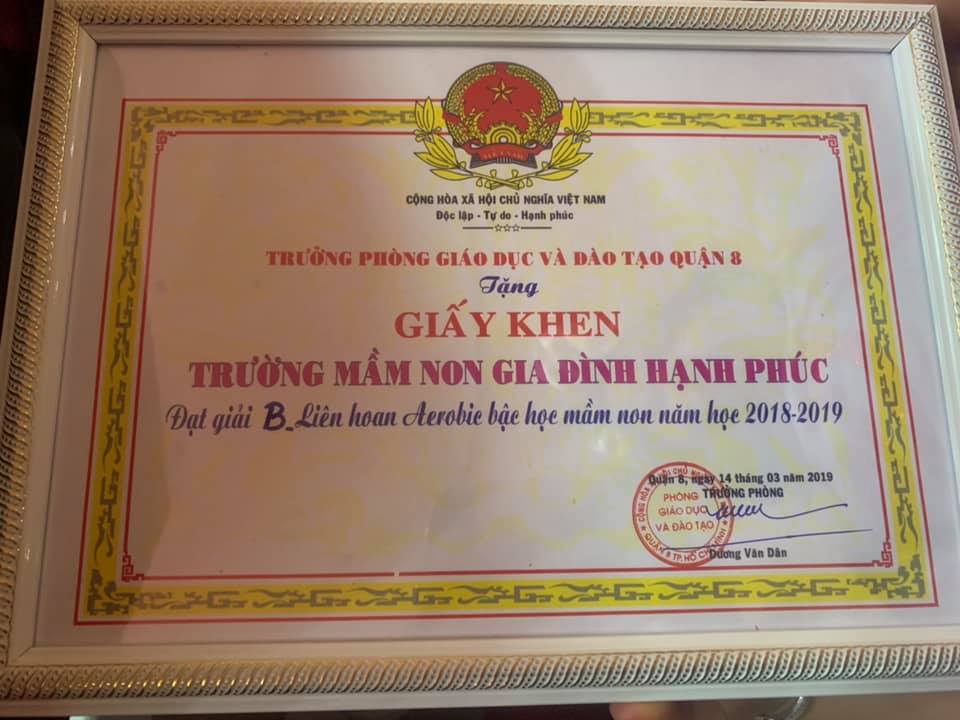 VIỆT NAM
CỘNG HÒA XÃ HỘI CHỦ NGHĨA VIỆT NAM
Độc lập - Tự do - Hạnh phúc
TRƯỞNG PHÒNG GIÁO DỤC VÀ ĐÀO TẠO QUẬN 8
Tặng
GIẤY KHEN
TRƯỜNG MẦM NON GIA ĐÌNH HẠNH PHÚC
Đạt giải B. Liên hoan Aerobic bậc học mầm non năm học 2018-2019
Quận 8, ngày 14 tháng 03 năm 2019
TRƯỞNG PHÒNG
PHÒNG
GIÁO DỤC
VÀ ĐÀO TẠO
Dương Văn Dân